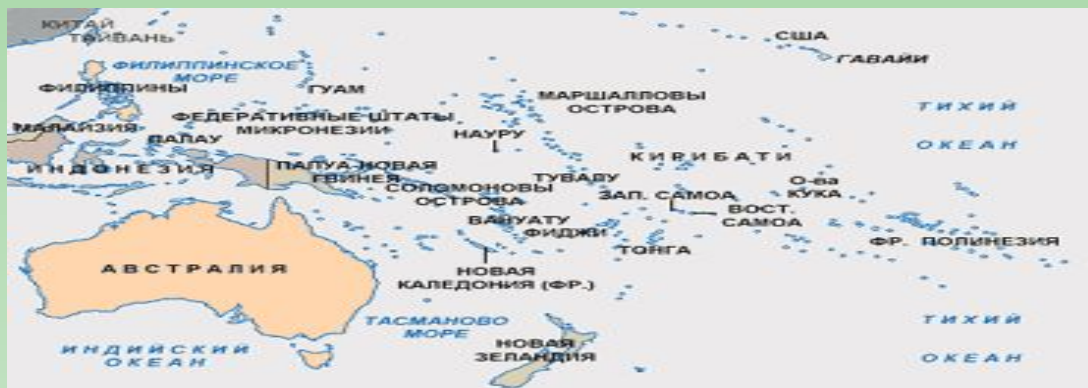 КИТАЙ
ТАЙВАНЬ
США
ГАВАЙИ
ФИЛИППИНСКОЕ
МОРЕ
ФИЛИППИНЫ
ГУАМ
МАРШАЛЛОВЫ
ОСТРОВА
ТИХИЙ
ОКЕАН
ФЕДЕРАТИВНЫЕ ШТАТЫ
МИКРОНЕЗИИ
МАЛАЙЗИЯ
ПАЛАУ
НАУРУ
КИРИБАТИ
ИНДОНЕЗИЯ
ПАПУА-НОВАЯ
ГВИНЕЯ
СОЛОМОНОВЫ
ОСТРОВА
ТУВАЛУ
ЗАП. САМОА
О-ва
КУКА
ВОСТ.
САМОА
ВАНУАТУ
ФИДЖИ
ТОНГА
ФР. ПОЛИНЕЗИЯ
АВСТРАЛИЯ
НОВАЯ
КАЛЕДОНИЯ (ФР.)
ТАСМАНОВО
МОРЕ
НОВАЯ
ЗЕЛАНДИЯ
ИНДИЙСКИЙ
ОКЕАН
ТИХИЙ
ОКЕАН